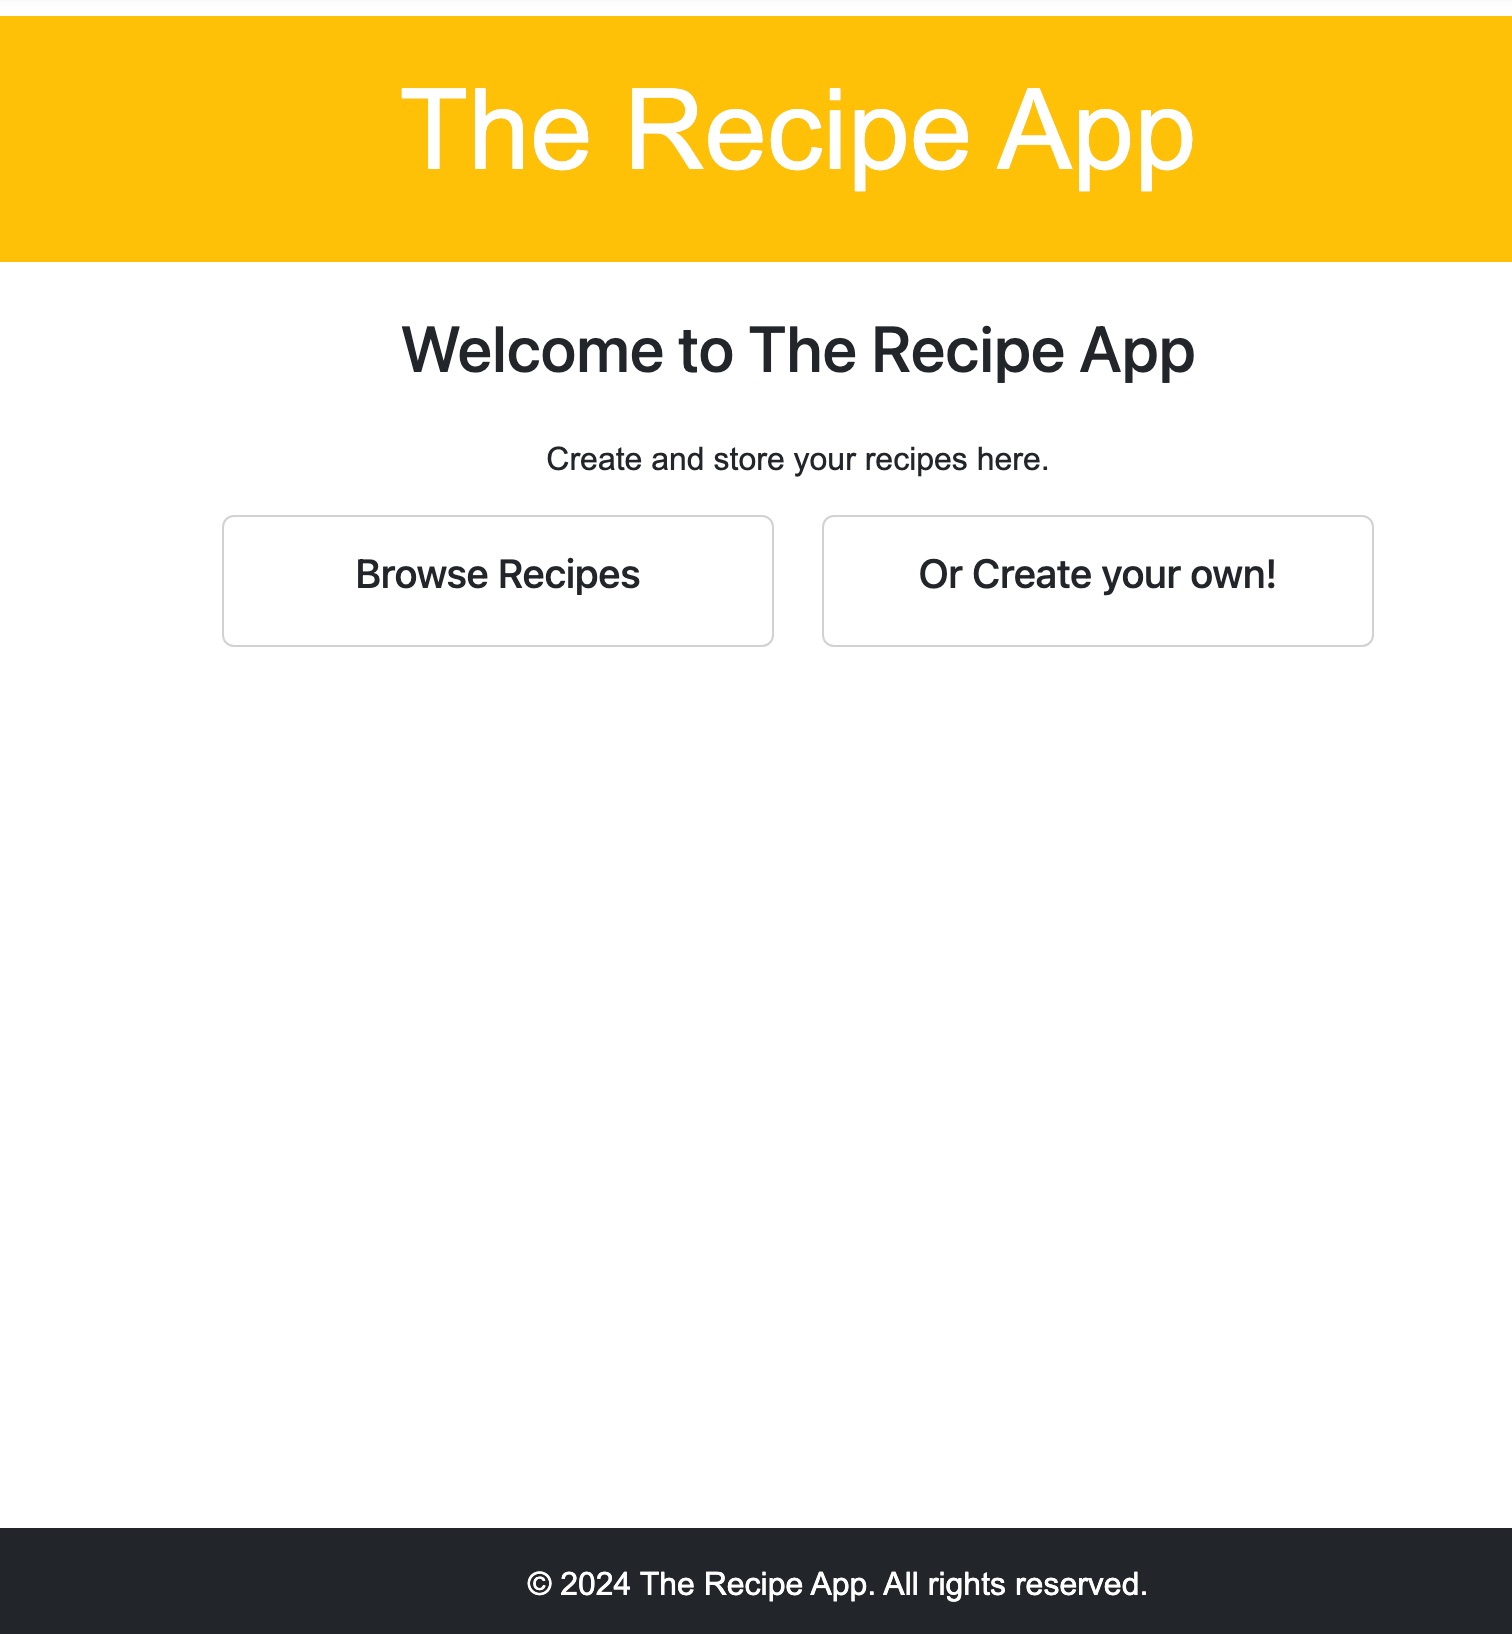 The Recipe App
Welcome to The Recipe App
Create and store your recipes here.
Browse Recipes
Or Create your own!
© 2024 The Recipe App. All rights reserved.